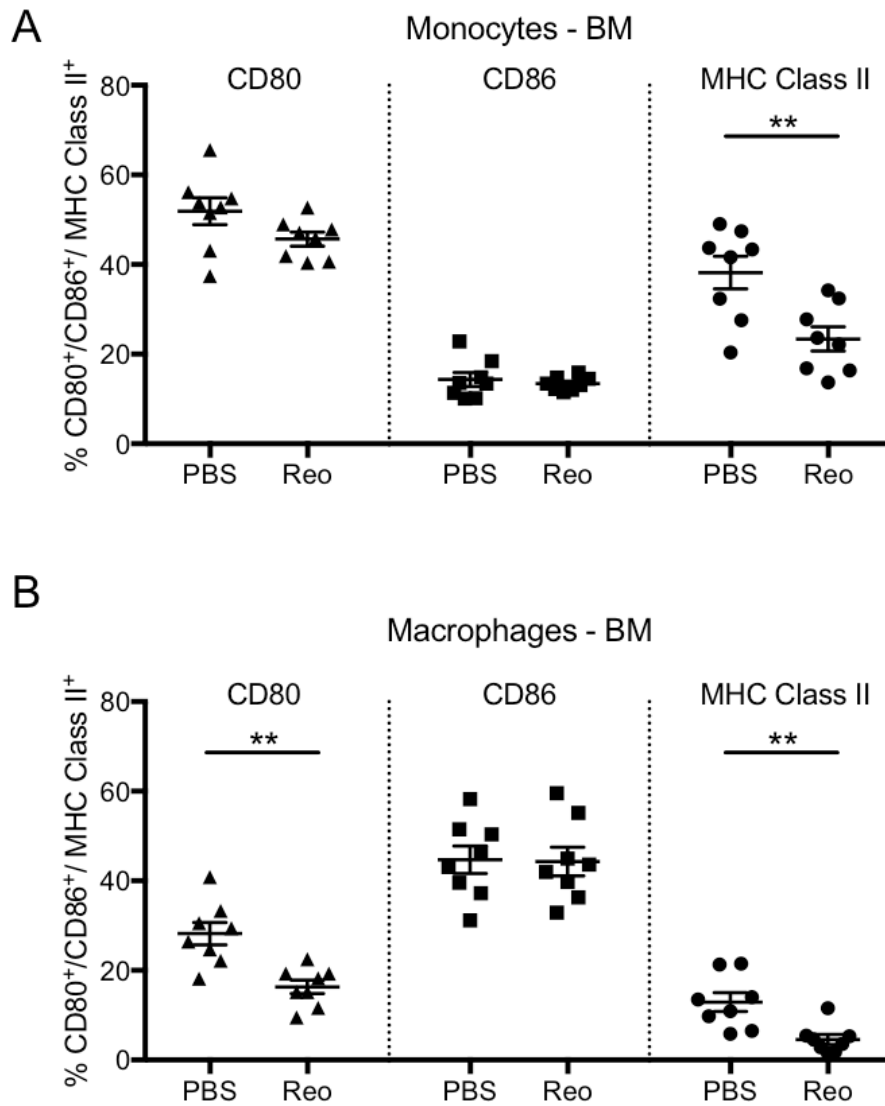 A
Monocytes - BM
% CD80⁺/CD86⁺/ MHC Class II⁺
80
60
40
20
0
CD80
CD86
MHC Class II
**
PBS
Reo
PBS
Reo
PBS
Reo
B
Macrophages - BM
% CD80⁺/CD86⁺/ MHC Class II⁺
80
60
40
20
0
CD80
CD86
MHC Class II
**
**
PBS
Reo
PBS
Reo
PBS
Reo